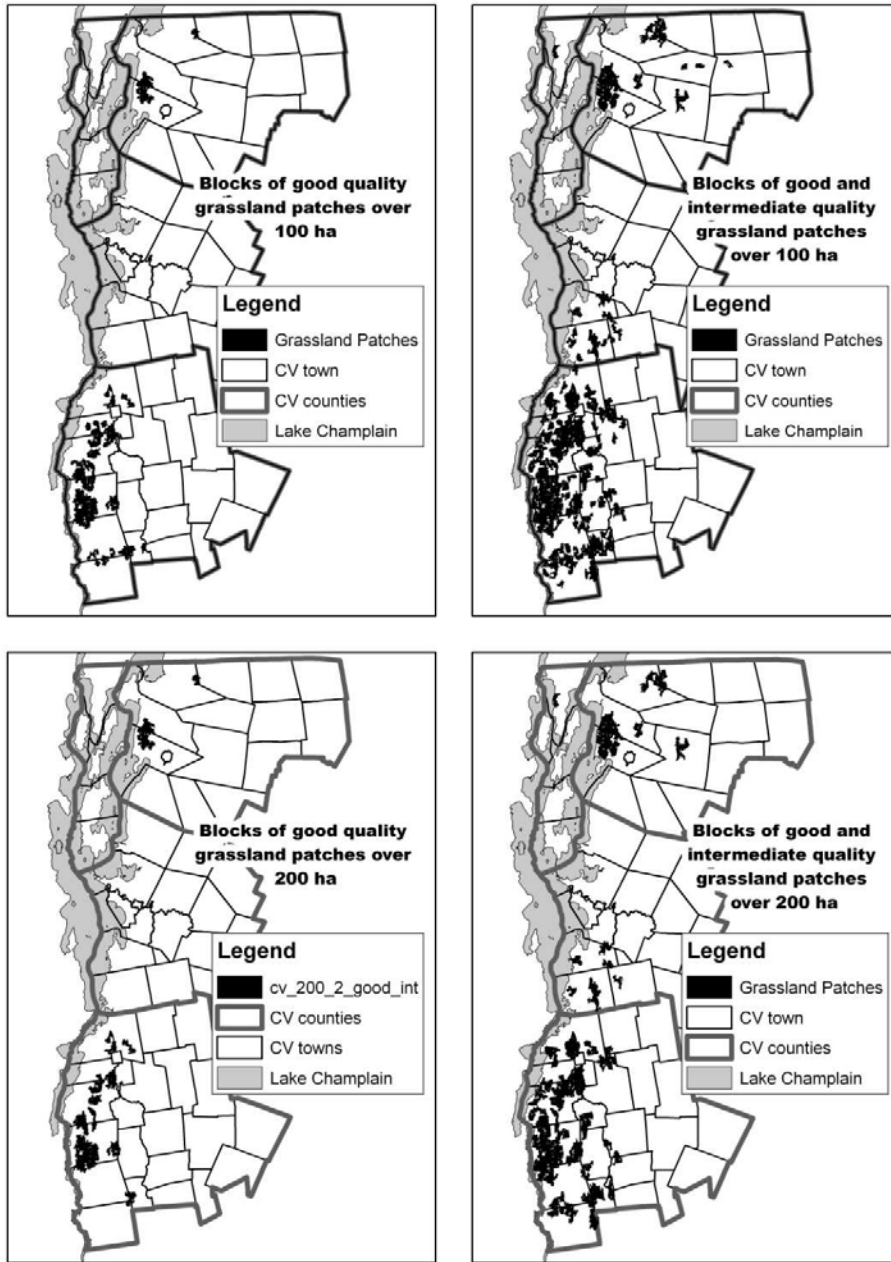 Blocks of good quality
grassland patches over
100 ha
Legend
Grassland Patches
CV town
CV counties
Lake Champlain
Blocks of good and
intermediate quality
grassland patches
over 100 ha
Legend
Grassland Patches
CV town
CV counties
Lake Champlain
Blocks of good quality
grassland patches over
200 ha
Legend
cv_200_2_good_int
CV counties
CV towns
Lake Champlain
Blocks of good and
intermediate quality
grassland patches
over 200 ha
Legend
Grassland Patches
CV town
CV counties
Lake Champlain